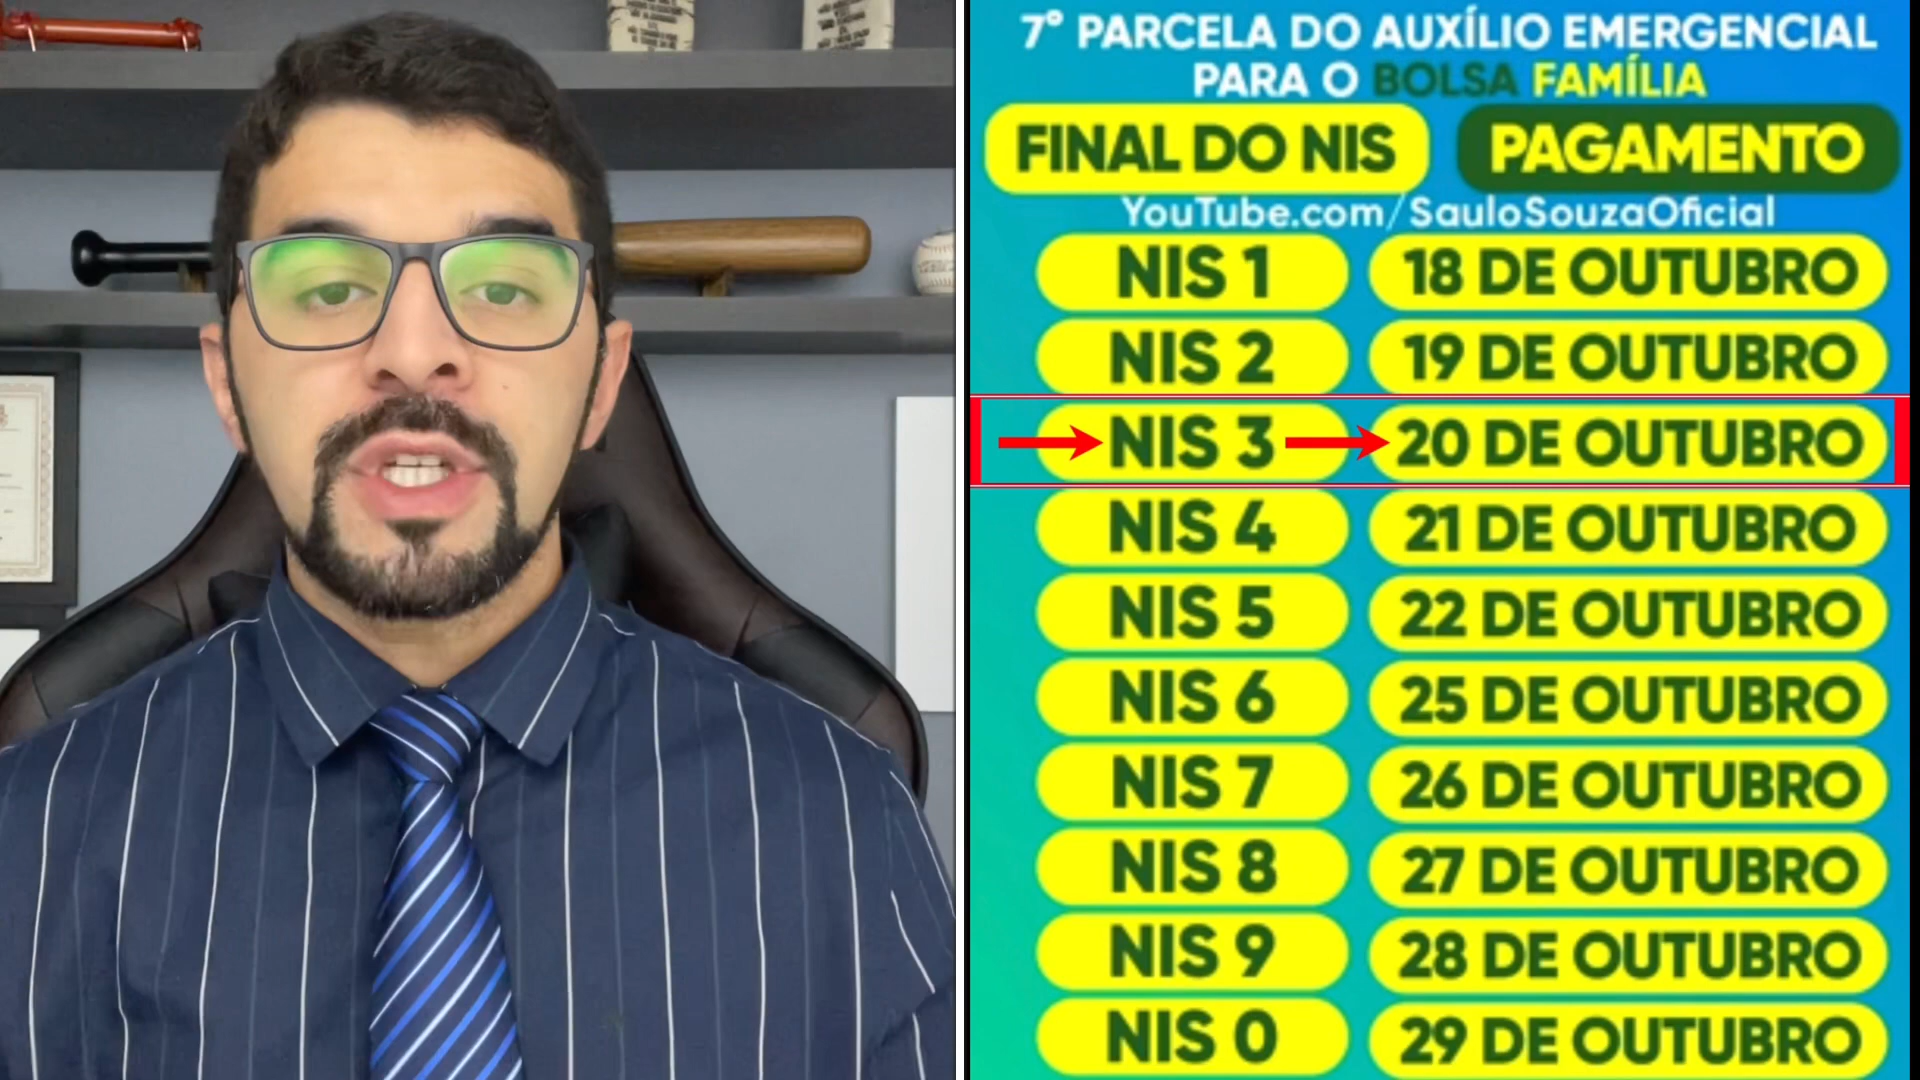 7º PARCELA DO AUXÍLIO EMERGENCIAL
PARA O BOLSA FAMÍLIA
FINAL DO NIS PAGAMENTO
YouTube.com/SauloSouzaOficial
NIS 1 18 DE OUTUBRO
NIS 2 19 DE OUTUBRO
NIS 3 20 DE OUTUBRO
NIS 4 21 DE OUTUBRO
NIS 5 22 DE OUTUBRO
NIS 6 25 DE OUTUBRO
NIS 7 26 DE OUTUBRO
NIS 8 27 DE OUTUBRO
NIS 9 28 DE OUTUBRO
NIS 0 29 DE OUTUBRO